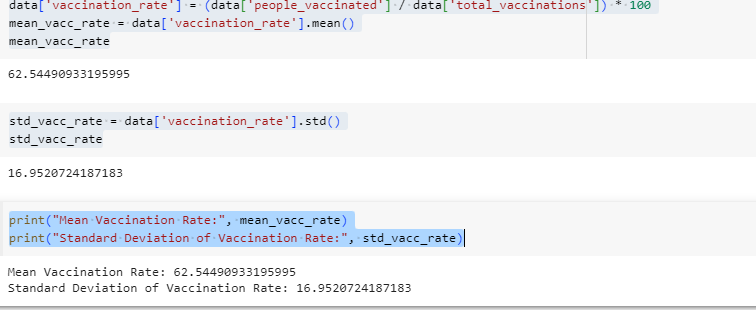 data['vaccination_rate'] = (data['people_vaccinated'] / data['total_vaccinations']) * 100
mean_vacc_rate = data['vaccination_rate'].mean()
mean_vacc_rate
62.54490933195995
std_vacc_rate = data['vaccination_rate'].std()
std_vacc_rate
16.9520724187183
print("Mean Vaccination Rate:", mean_vacc_rate)
print("Standard Deviation of Vaccination Rate:", std_vacc_rate)
Mean Vaccination Rate: 62.54490933195995
Standard Deviation of Vaccination Rate: 16.9520724187183